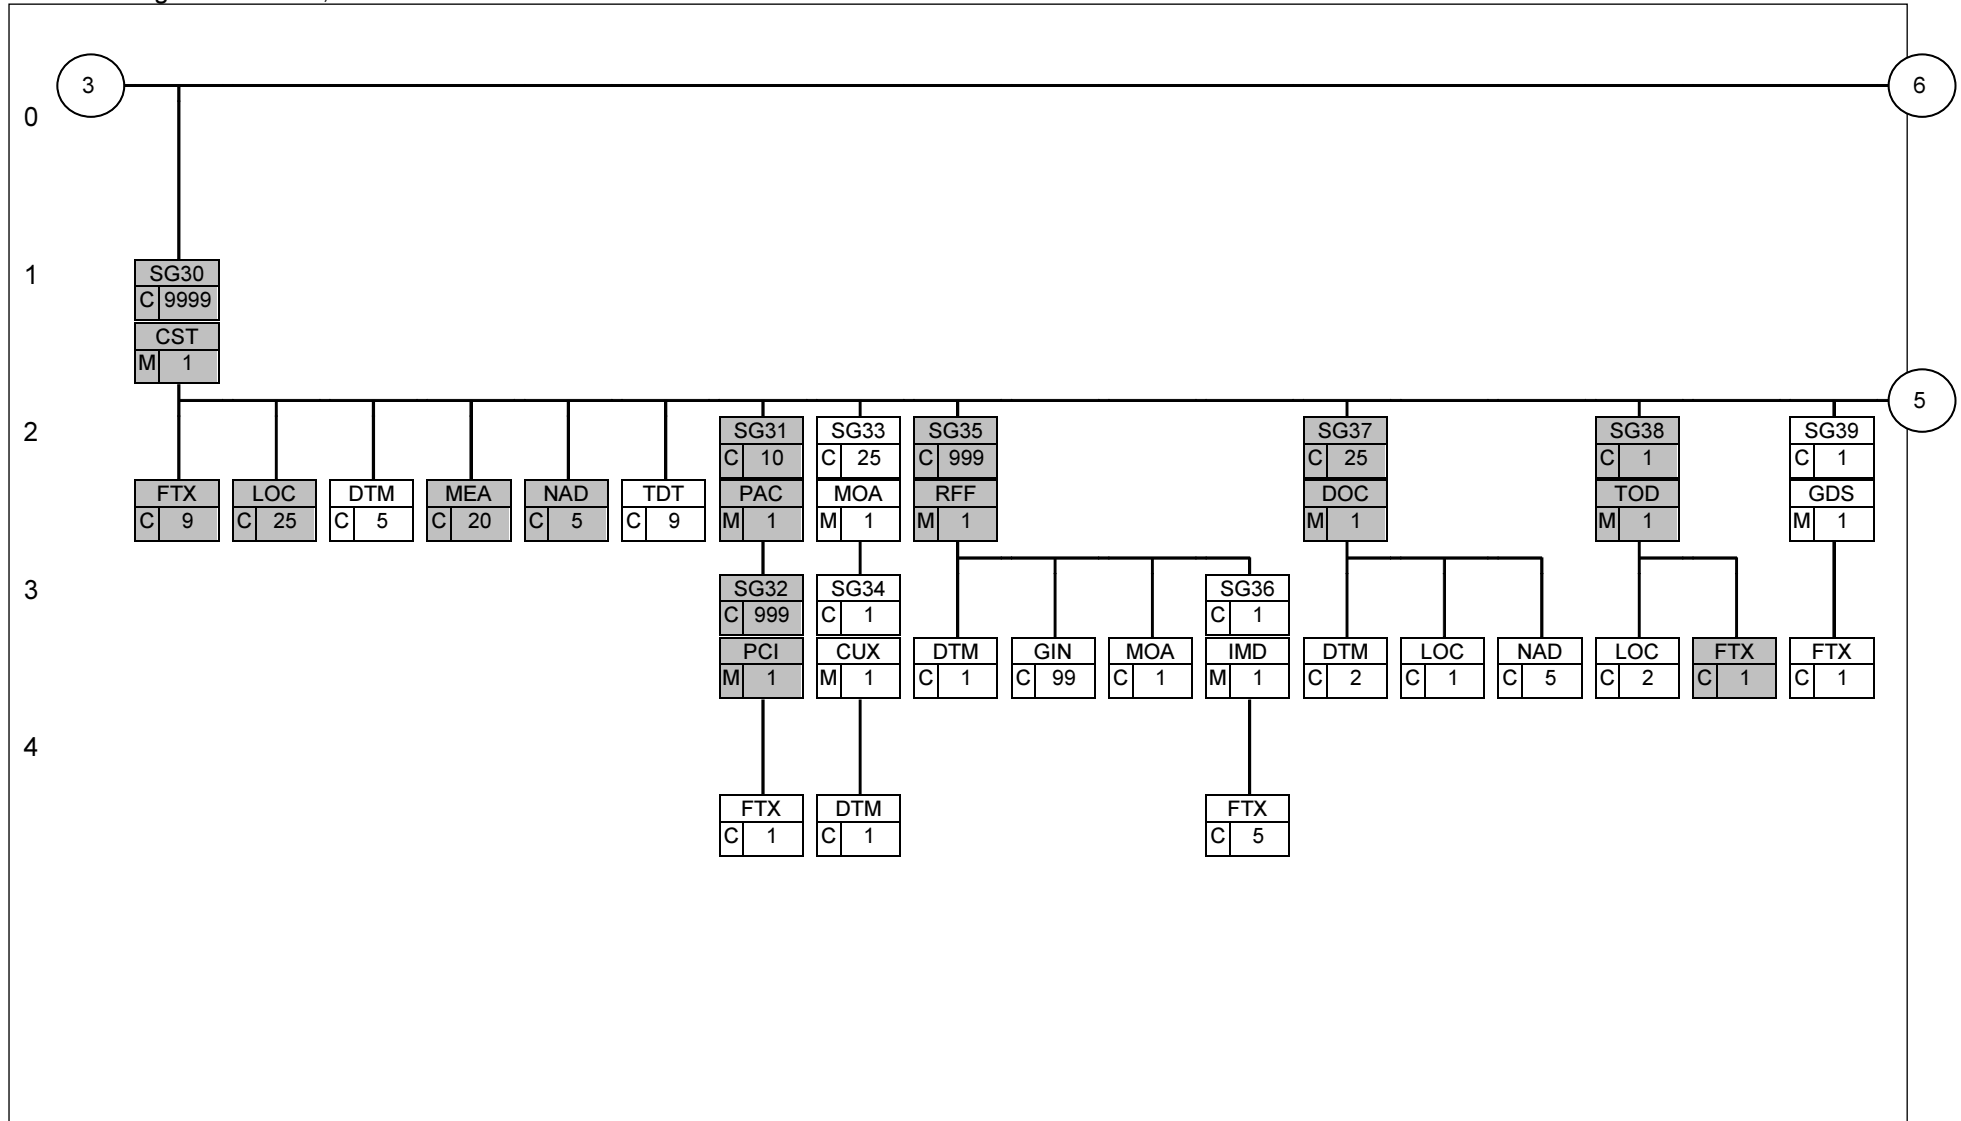 3 6
0
1
SG30
C 9999
CST
M 1
5
2
SG31 SG33 SG35 SG37 SG38 SG39
C 10 C 25 C 999 C 25 C 1 C 1
FTX LOC DTM MEA NAD TDT PAC MOA RFF DOC TOD GDS
C 9 C 25 C 5 C 20 C 5 C 9 M 1 M 1 M 1 M 1 M 1 M 1
3
SG32 SG34 SG36
C 999 C 1 C 1
PCI CUX DTM GIN MOA IMD DTM LOC NAD LOC FTX FTX
M 1 M 1 C 1 C 99 C 1 M 1 C 2 C 1 C 5 C 2 C 1 C 1
4
FTX DTM FTX
C 1 C 1 C 5